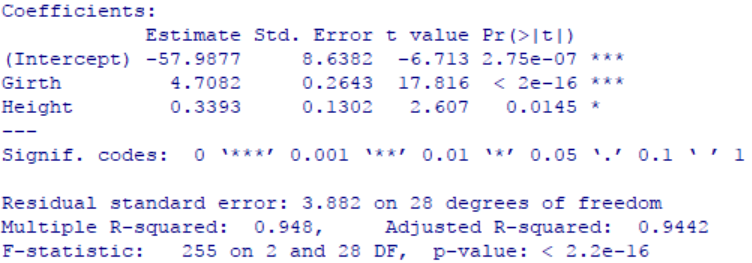 Coefficients:
            Estimate Std. Error t value Pr(>|t|)
(Intercept) -57.9877     8.6382  -6.713 2.75e-07 ***
Girth         4.7082     0.2643  17.816  < 2e-16 ***
Height        0.3393     0.1302   2.607   0.0145 *
---
Signif. codes:  0 ‘***’ 0.001 ‘**’ 0.01 ‘*’ 0.05 ‘.’ 0.1 ‘ ’ 1
Residual standard error: 3.882 on 28 degrees of freedom
Multiple R-squared:  0.948,	Adjusted R-squared:  0.9442
F-statistic:   255 on 2 and 28 DF,  p-value: < 2.2e-16